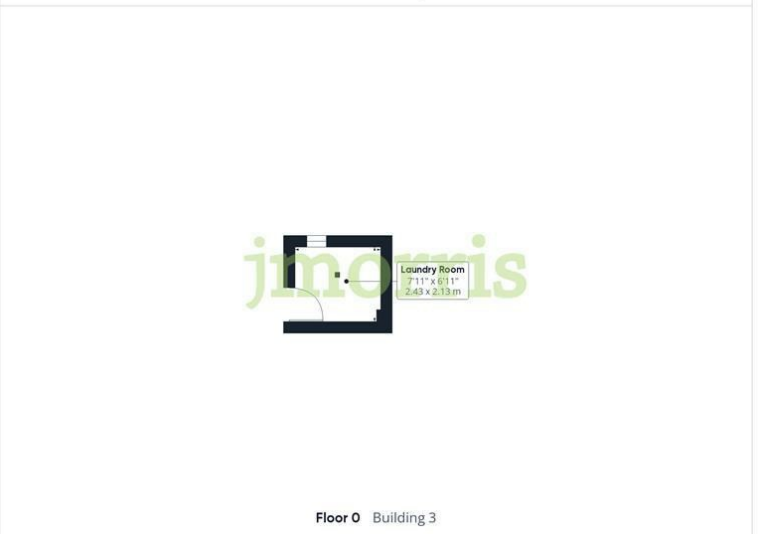 jmorris
Laundry Room
7'11" x 6'11"
2.43 x 2.13 m
Floor 0 Building 3